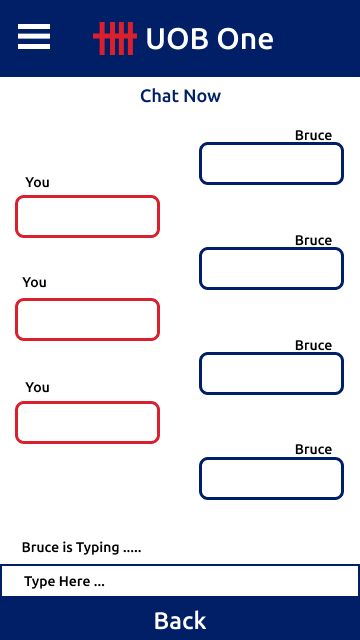 UOB One
Chat Now
Bruce
You
Bruce
You
Bruce
You
Bruce
Bruce is Typing .....
Type Here ...
Back